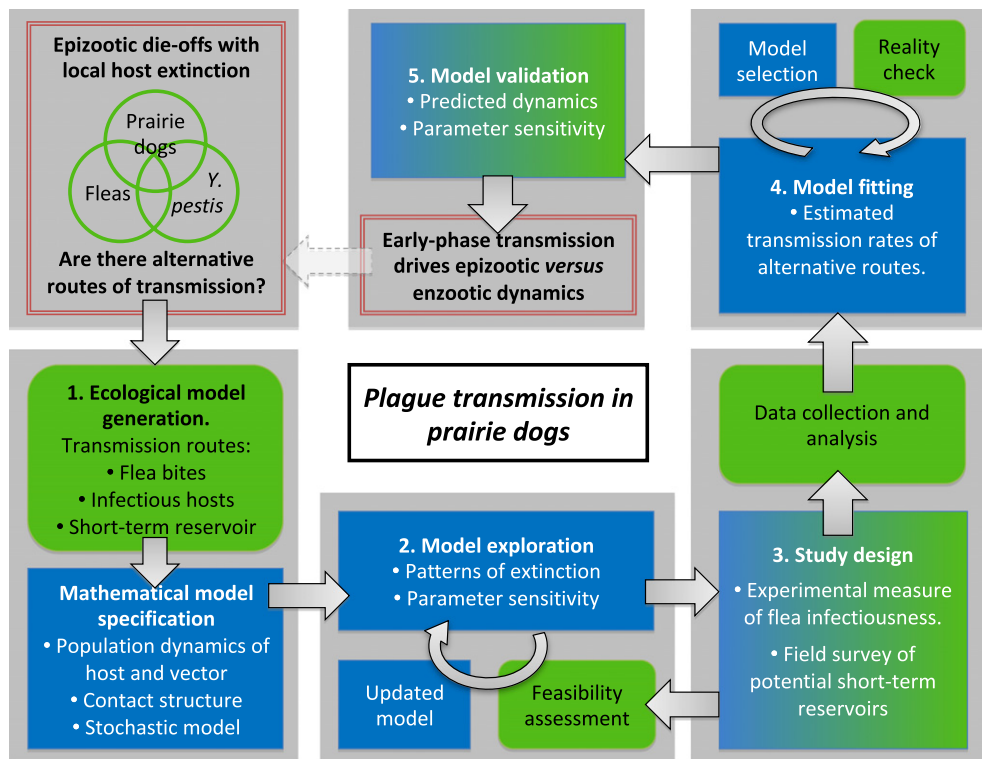 Epizootic die-offs with
local host extinction
Prairie
dogs
Fleas
Y.
pestis
Are there alternative
routes of transmission?
1. Ecological model
generation.
Transmission routes:
• Flea bites
• Infectious hosts
• Short-term reservoir
Mathematical model
specification
• Population dynamics of
host and vector
• Contact structure
• Stochastic model
2. Model exploration
• Patterns of extinction
• Parameter sensitivity
Updated
model
Feasibility
assessment
3. Study design
• Experimental measure
of flea infectiousness.
• Field survey of
potential short-term
reservoirs
Data collection and
analysis
4. Model fitting
• Estimated
transmission rates of
alternative routes.
Model
selection
Reality
check
5. Model validation
• Predicted dynamics
• Parameter sensitivity
Early-phase transmission
drives epizootic versus
enzootic dynamics
Plague transmission in
prairie dogs